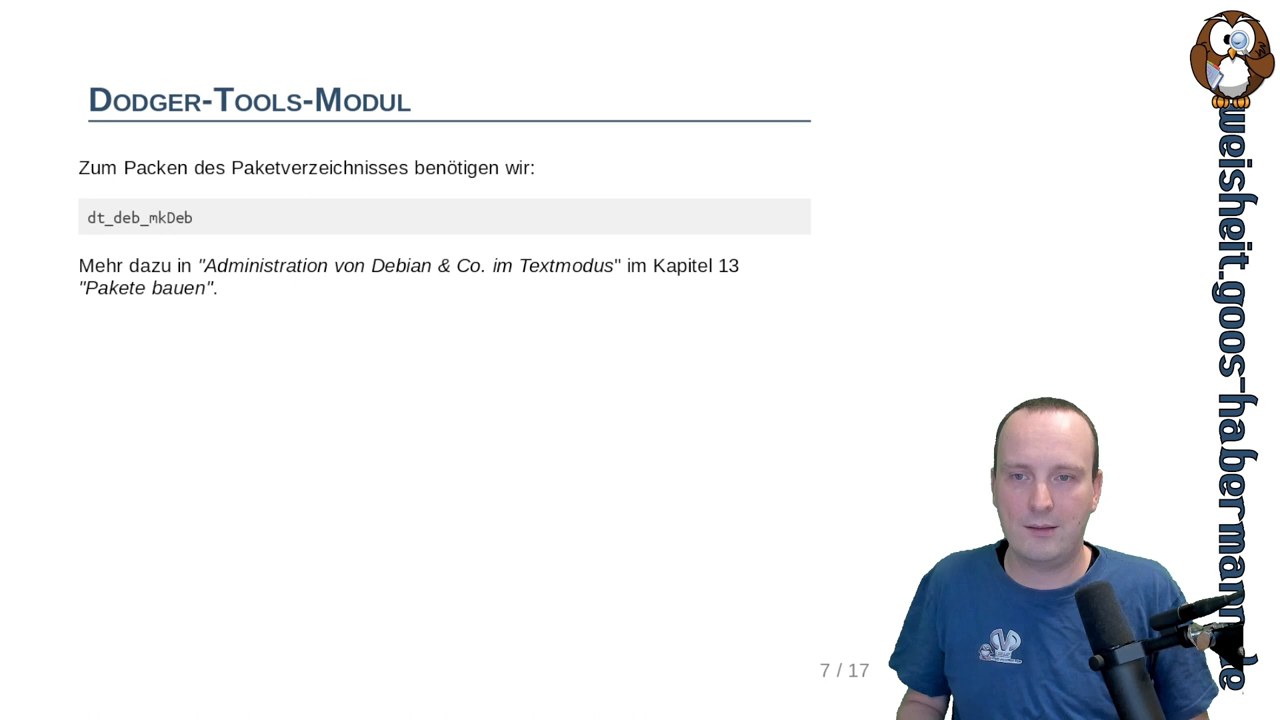 Dodger-Tools-Modul
Zum Packen des Paketverzeichnisses benötigen wir:
dt_deb_mkDeb
Mehr dazu in "Administration von Debian & Co. im Textmodus" im Kapitel 13
"Pakete bauen".
7 / 17
weisheit.goos-habermann.de